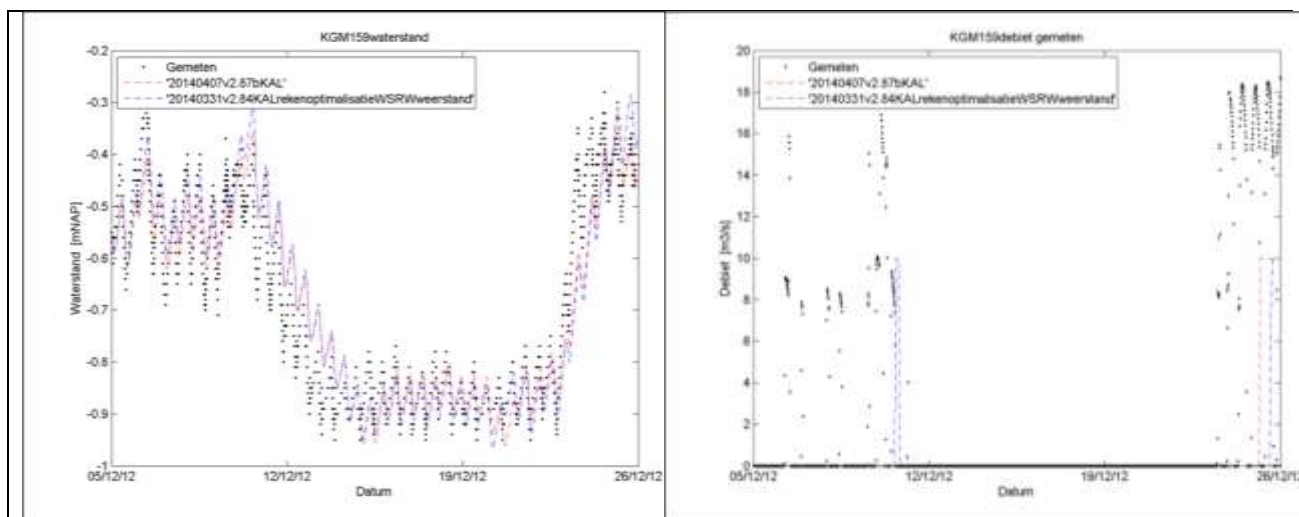 KGM159waterstand
-0.2
-0.3
-0.4
-0.5
-0.6
-0.7
-0.8
-0.9
-1
Waterstand [mNAP]
Gemeten
'20140407v2.87bKAL'
'20140331v2.84KALrekenoptimalisatieWSRWweerstand'
05/12/12
12/12/12
19/12/12
26/12/12
Datum
KGM159debiet gemeten
20
18
16
14
12
10
8
6
4
2
0
Debiet [m3/s]
Gemeten
'20140407v2.87bKAL'
'20140331v2.84KALrekenoptimalisatieWSRWweerstand'
05/12/12
12/12/12
19/12/12
26/12/12
Datum